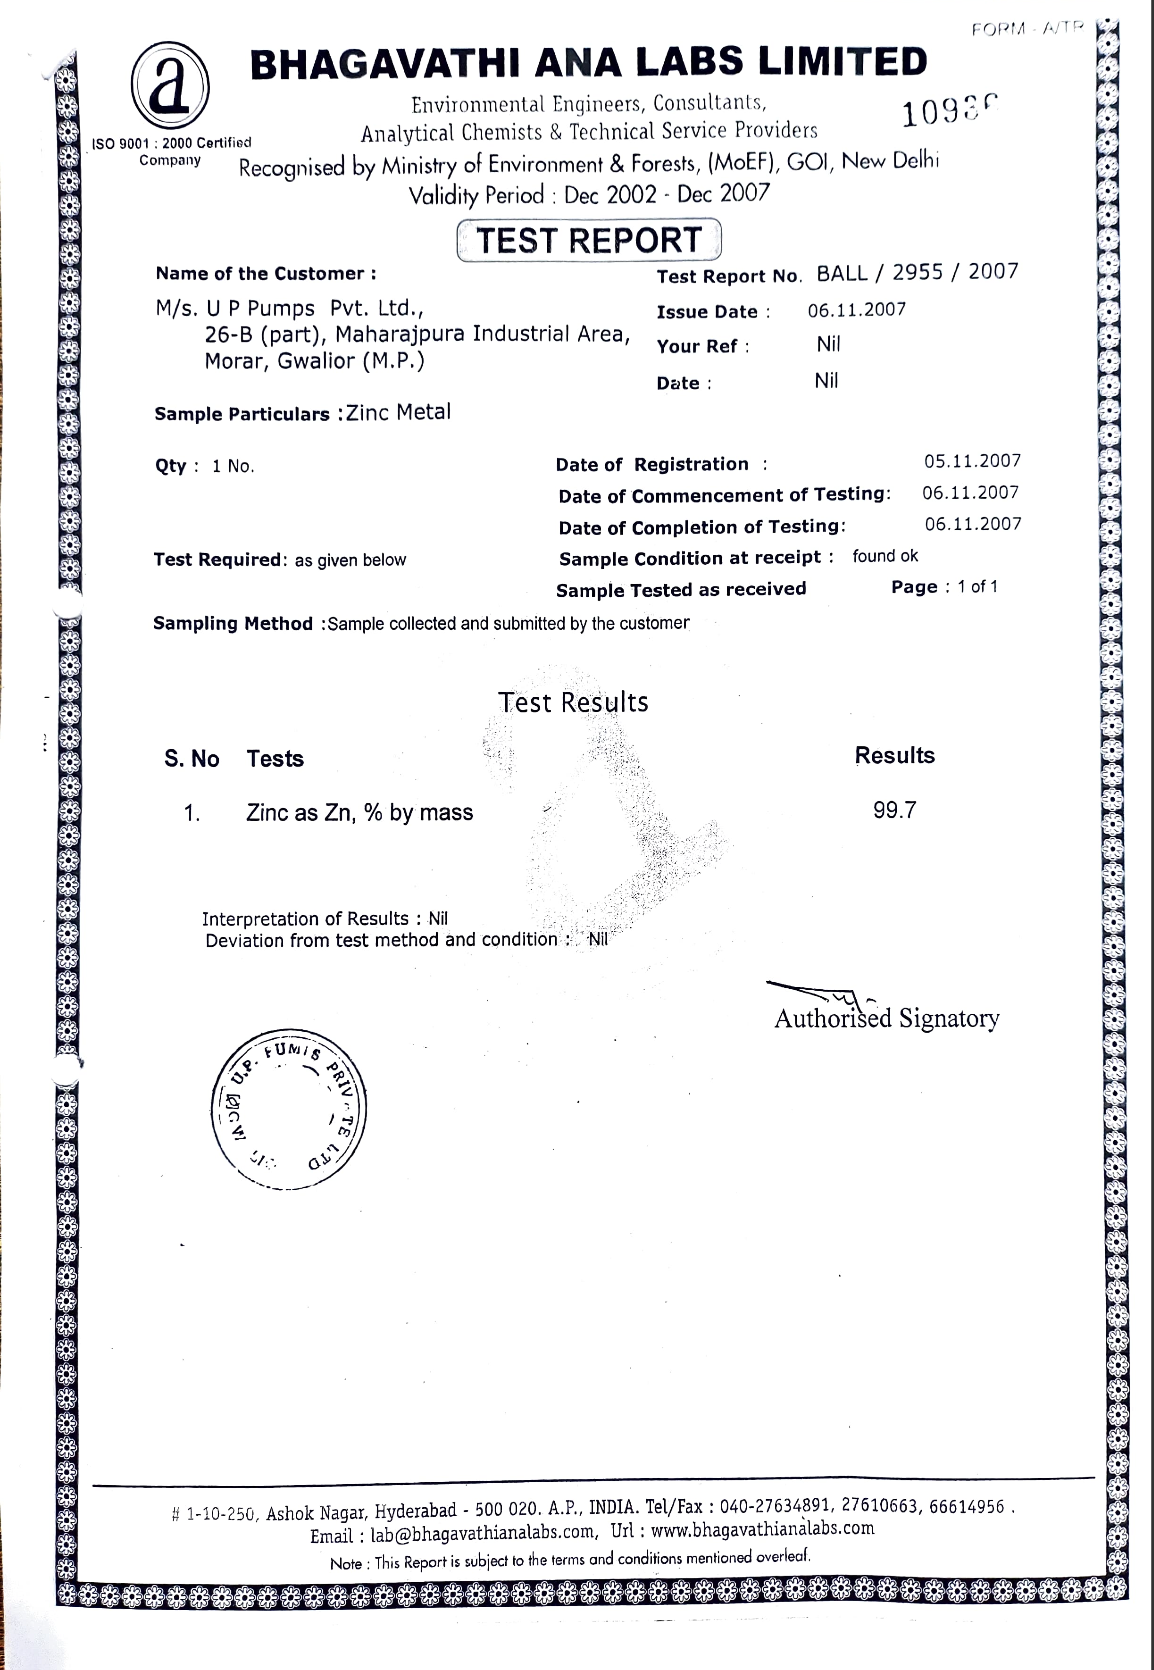 FORM - A/TR
BHAGAVATHI ANA LABS LIMITED
Environmental Engineers, Consultants,
Analytical Chemists & Technical Service Providers
ISO 9001 : 2000 Certified
Company
Recognised by Ministry of Environment & Forests, (MoEF), GOI, New Delhi
Validity Period : Dec 2002 - Dec 2007
TEST REPORT
Name of the Customer :
Test Report No. BALL / 2955 / 2007
M/s. U P Pumps Pvt. Ltd.,
Issue Date : 06.11.2007
26-B (part), Maharajpura Industrial Area,
Your Ref : Nil
Morar, Gwalior (M.P.)
Date : Nil
Sample Particulars :Zinc Metal
Qty : 1 No.
Date of Registration : 05.11.2007
Date of Commencement of Testing: 06.11.2007
Date of Completion of Testing: 06.11.2007
Test Required: as given below
Sample Condition at receipt : found ok
Sample Tested as received Page : 1 of 1
Sampling Method :Sample collected and submitted by the customer
Test Results
S. No Tests Results
1. Zinc as Zn, % by mass 99.7
Interpretation of Results : Nil
Deviation from test method and condition : Nil
Authorised Signatory
U.P. PUMPS PRIVATE LTD
# 1-10-250, Ashok Nagar, Hyderabad - 500 020. A.P., INDIA. Tel/Fax : 040-27634891, 27610663, 66614956 .
Email : lab@bhagavathianalabs.com, Url : www.bhagavathianalabs.com
Note : This Report is subject to the terms and conditions mentioned overleaf.